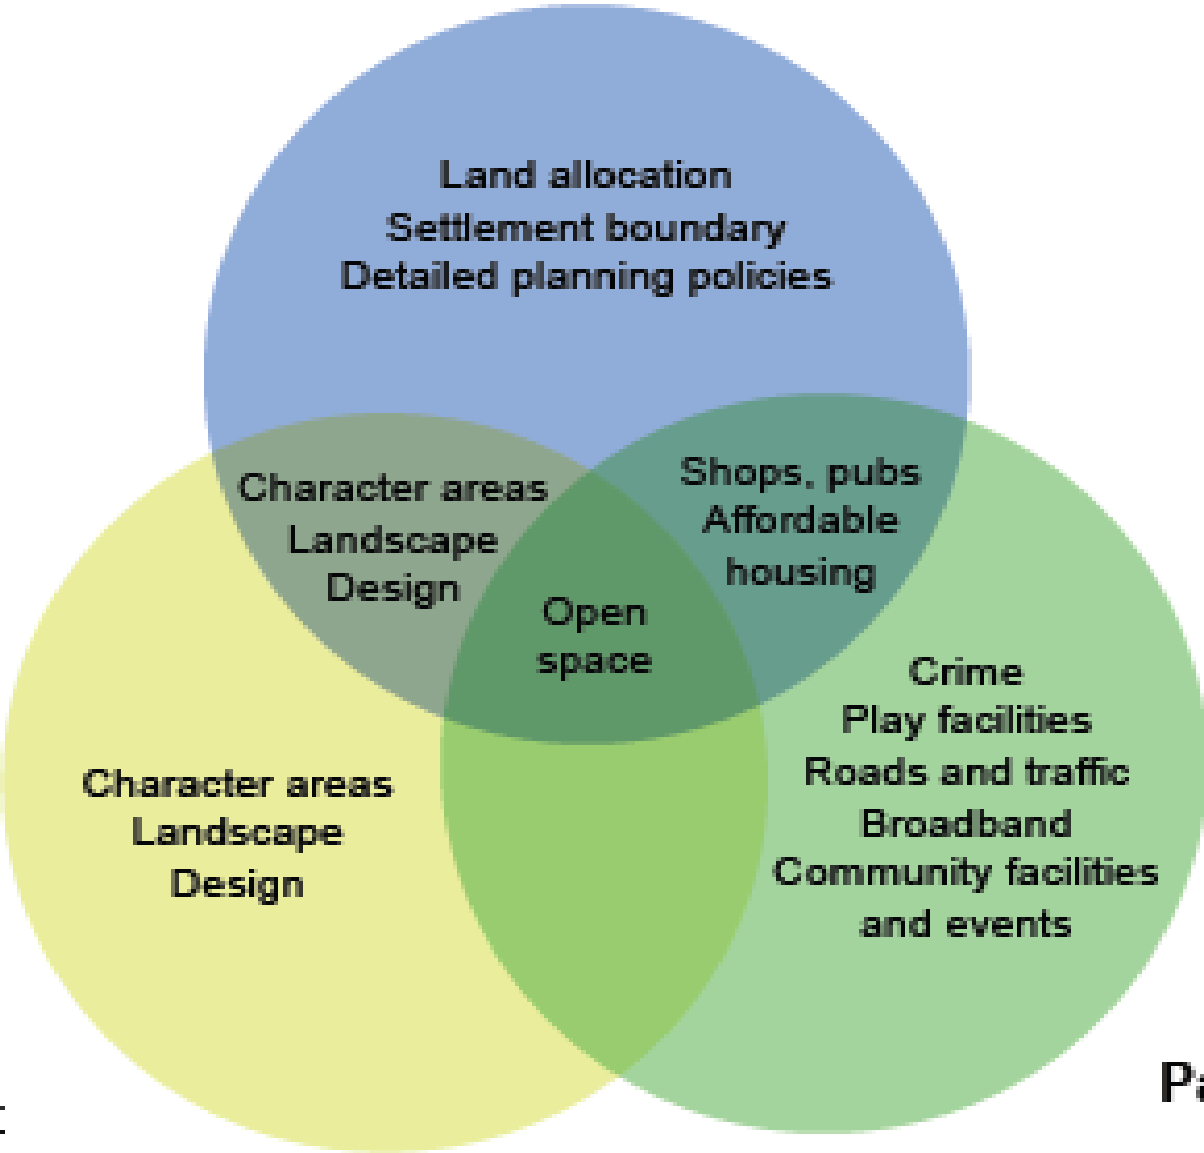 Land allocation
Settlement boundary
Detailed planning policies
Character areas
Landscape
Design
Shops, pubs
Affordable
housing
Open
space
Crime
Play facilities
Roads and traffic
Broadband
Community facilities
and events
Character areas
Landscape
Design